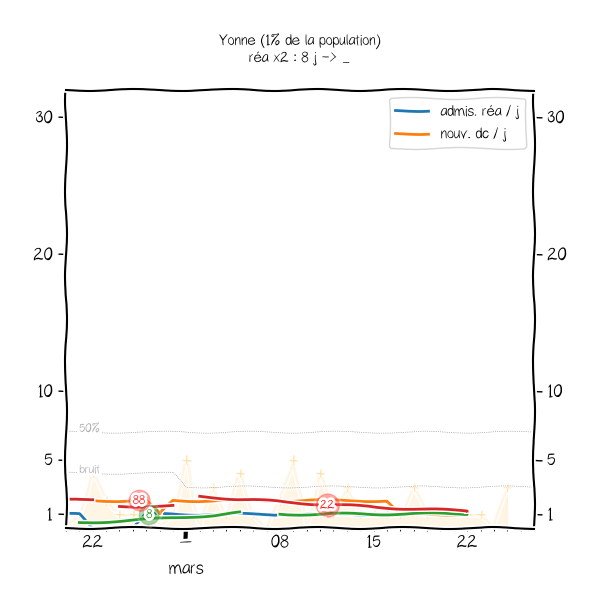 Yonne (1% de la population)
réa x2 : 8 j -> _
admis. réa / j
nouv. dc / j
30 30
20 20
10 10
50%
5 5
bruit
88
22
8
1 1
22 1 08 15 22
mars